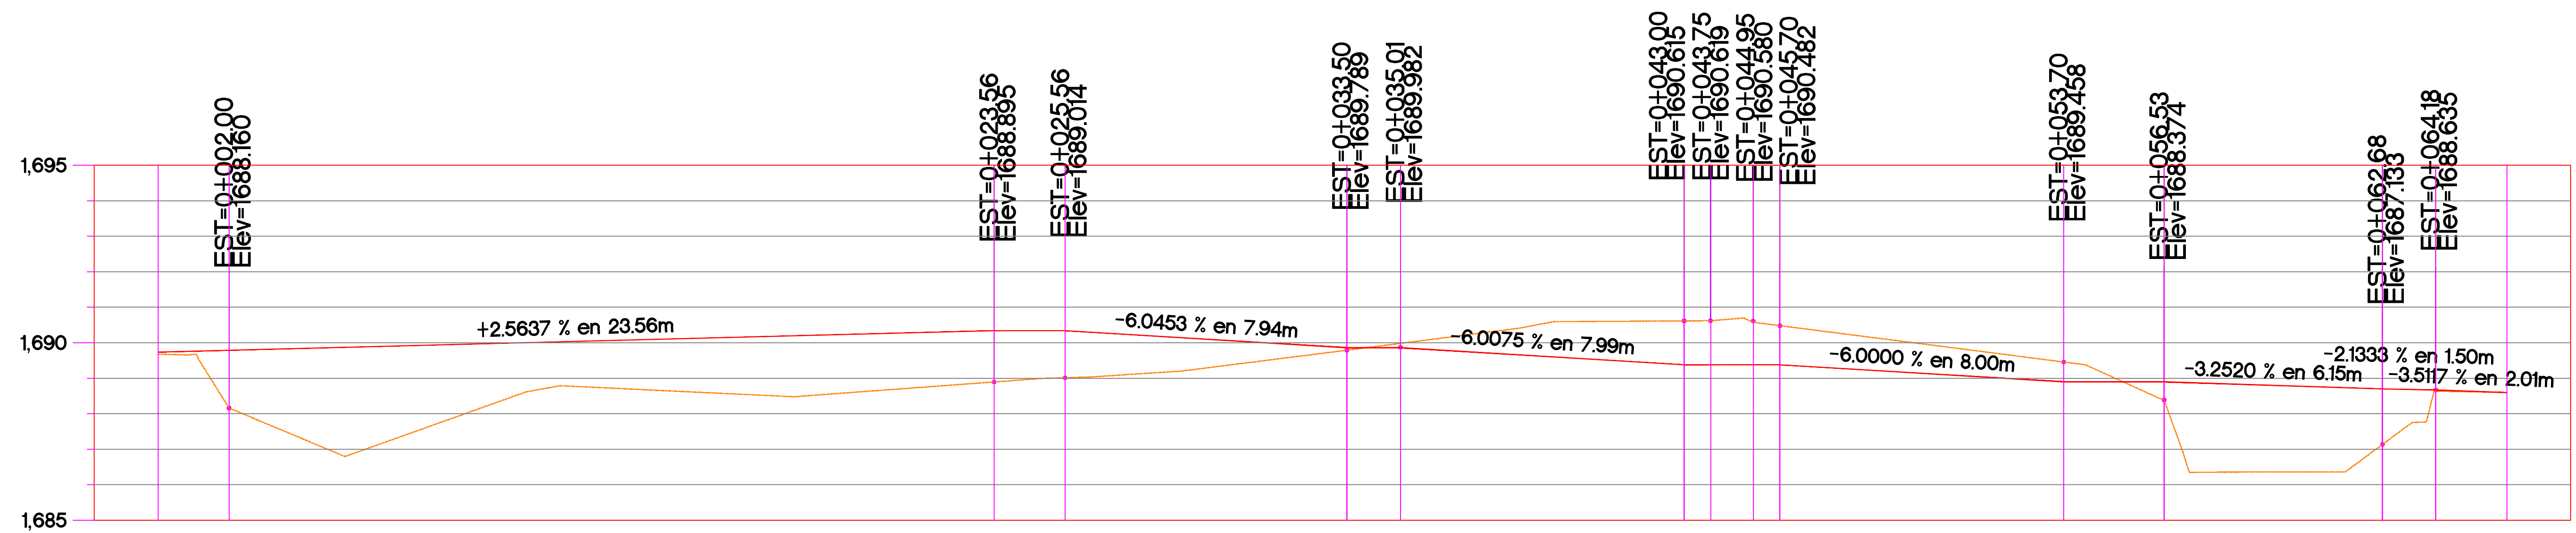 EST=0+002.00
Elev=1688.160
EST=0+023.56
Elev=1688.895
EST=0+025.56
Elev=1689.014
EST=0+033.50
Elev=1689.789
EST=0+035.01
Elev=1689.982
EST=0+043.00
Elev=1690.615
EST=0+043.75
Elev=1690.619
EST=0+044.95
Elev=1690.580
EST=0+045.70
Elev=1690.482
EST=0+053.70
Elev=1689.458
EST=0+056.53
Elev=1688.374
EST=0+062.68
Elev=1687.133
EST=0+064.18
Elev=1688.635
1,695
1,690
1,685
+2.5637 % en 23.56m
-6.0453 % en 7.94m
-6.0075 % en 7.99m
-6.0000 % en 8.00m
-3.2520 % en 6.15m
-2.1333 % en 1.50m
-3.5117 % en 2.01m